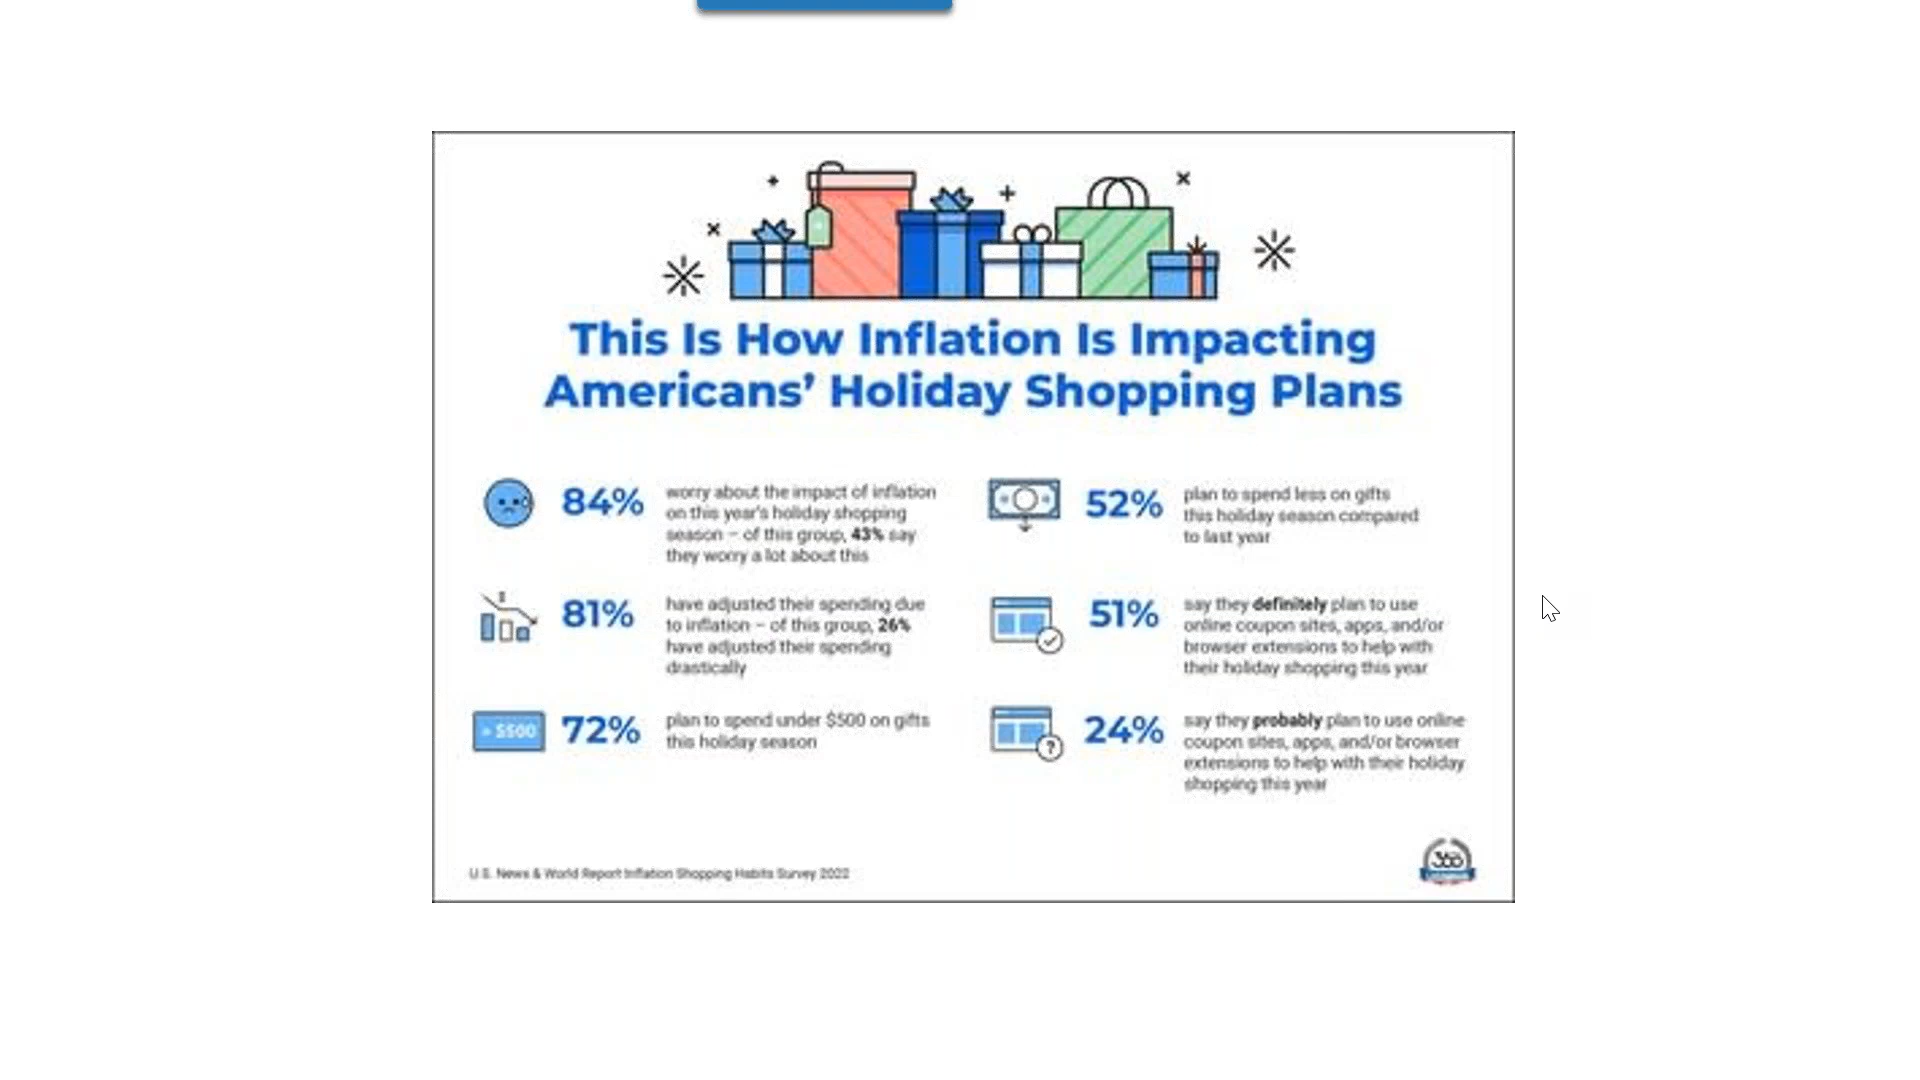 This Is How Inflation Is Impacting
Americans’ Holiday Shopping Plans
84%
worry about the impact of inflation
on this year's holiday shopping
season – of this group, 43% say
they worry a lot about this
81%
have adjusted their spending due
to inflation – of this group, 26%
have adjusted their spending
drastically
$500
72%
plan to spend under $500 on gifts
this holiday season
52%
plan to spend less on gifts
this holiday season compared
to last year
51%
say they definitely plan to use
online coupon sites, apps, and/or
browser extensions to help with
their holiday shopping this year
?
24%
say they probably plan to use online
coupon sites, apps, and/or browser
extensions to help with their holiday
shopping this year
U.S. News & World Report Inflation Shopping Habits Survey 2022
360